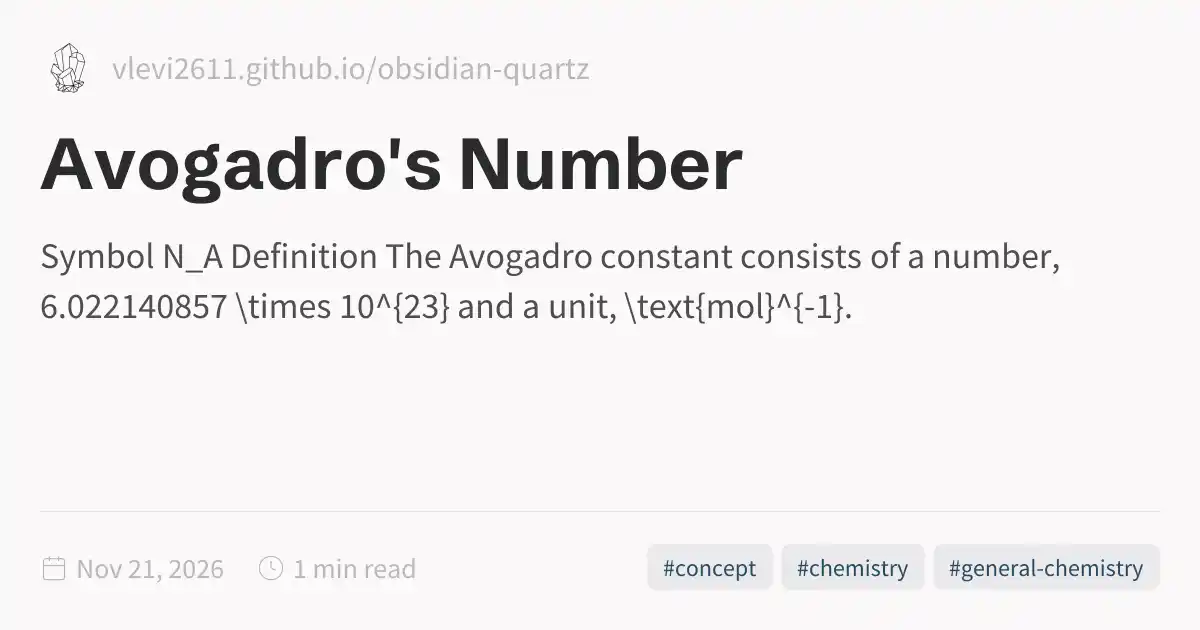 vlevi2611.github.io/obsidian-quartz
Avogadro's Number
Symbol N_A Definition The Avogadro constant consists of a number,
6.022140857 \times 10^{23} and a unit, \text{mol}^{-1}.
Nov 21, 2026 1 min read #concept #chemistry #general-chemistry